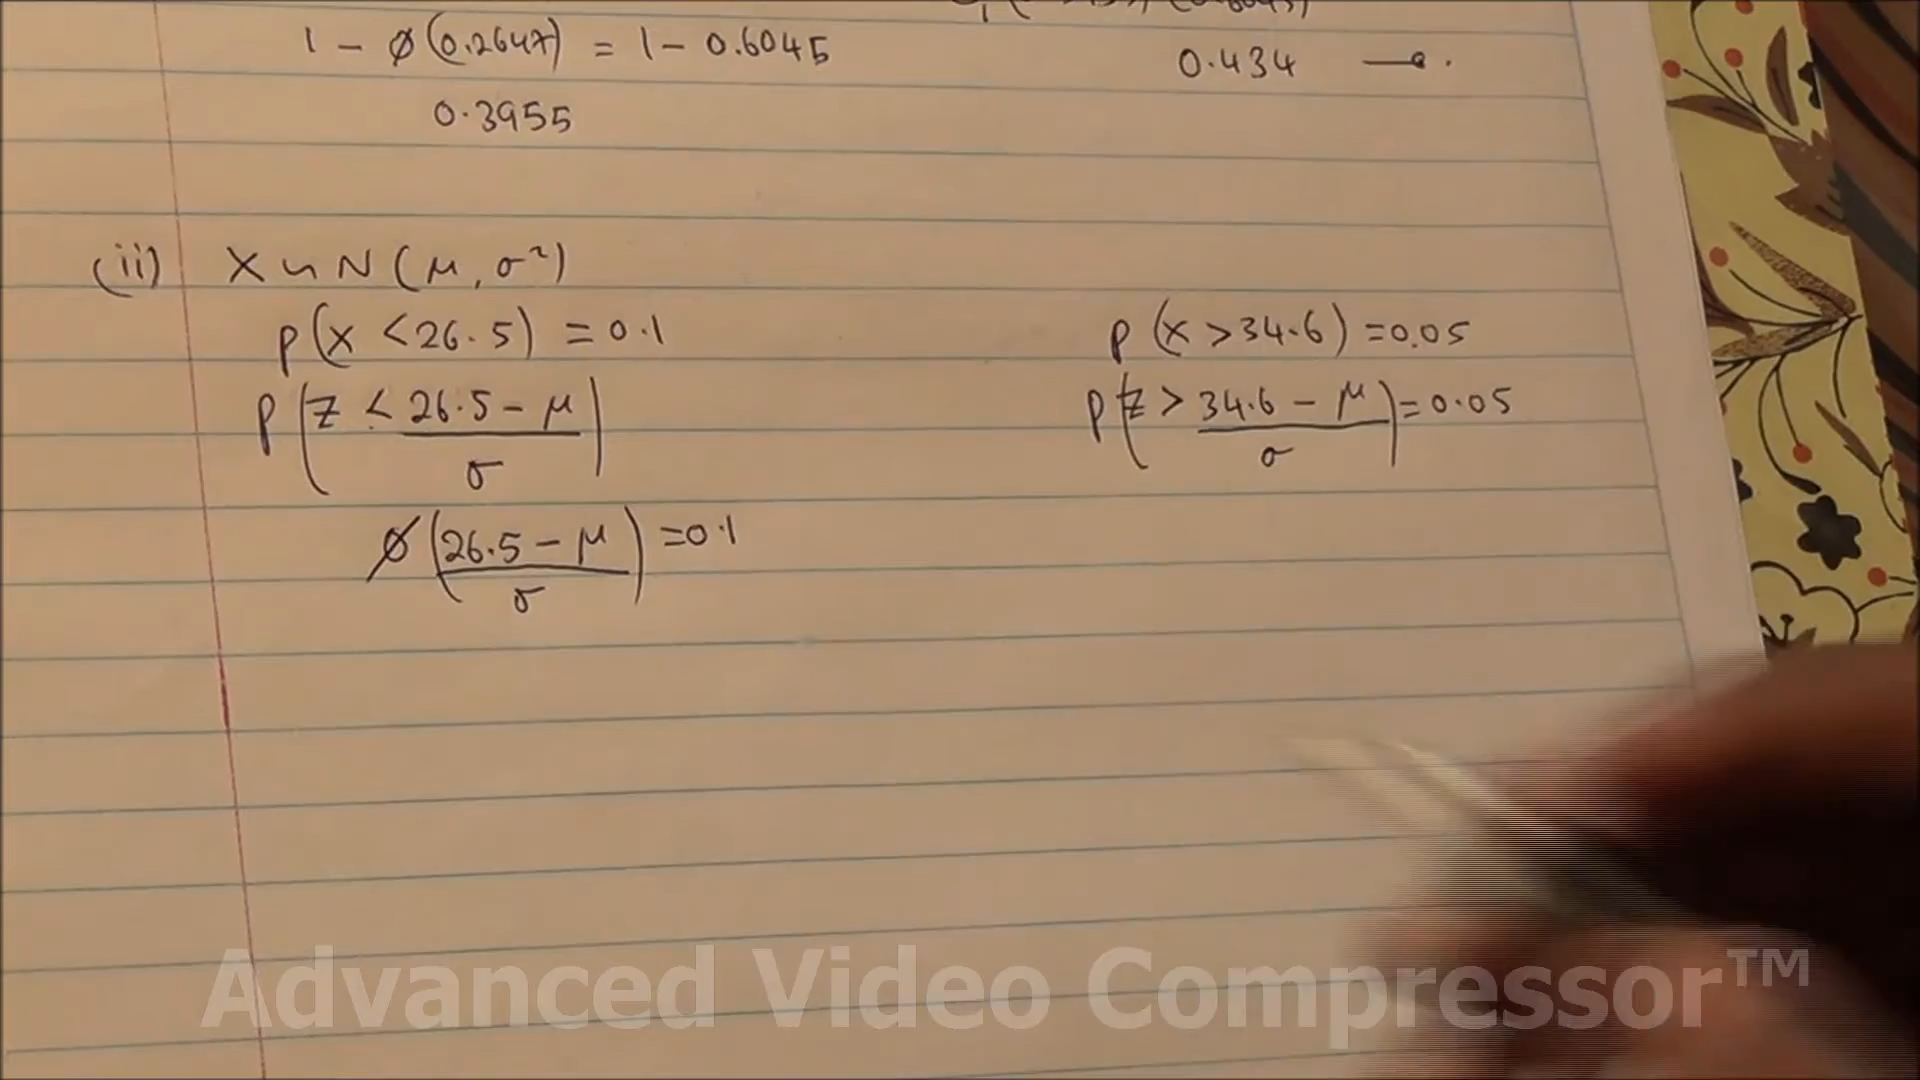 1 - ø(0.2647) = 1 - 0.6045
0.3955
0.434
(ii) X ~ N(μ, σ²)
P(x < 26.5) = 0.1
P(z < 26.5 - μ / σ)
ø(26.5 - μ / σ) = 0.1
P(x > 34.6) = 0.05
P(z > 34.6 - μ / σ) = 0.05
Advanced Video Compressor™